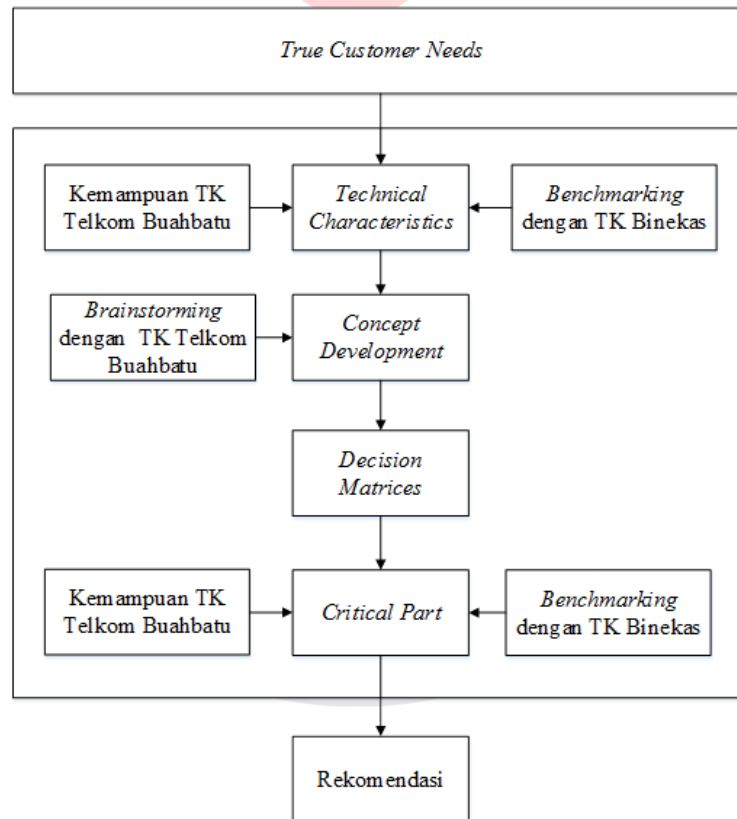 True Customer Needs
Kemampuan TK
Telkom Buahbatu
Technical
Characteristics
Benchmarking
dengan TK Binekas
Brainstorming
dengan TK Telkom
Buahbatu
Concept
Development
Decision
Matrices
Kemampuan TK
Telkom Buahbatu
Critical Part
Benchmarking
dengan TK Binekas
Rekomendasi